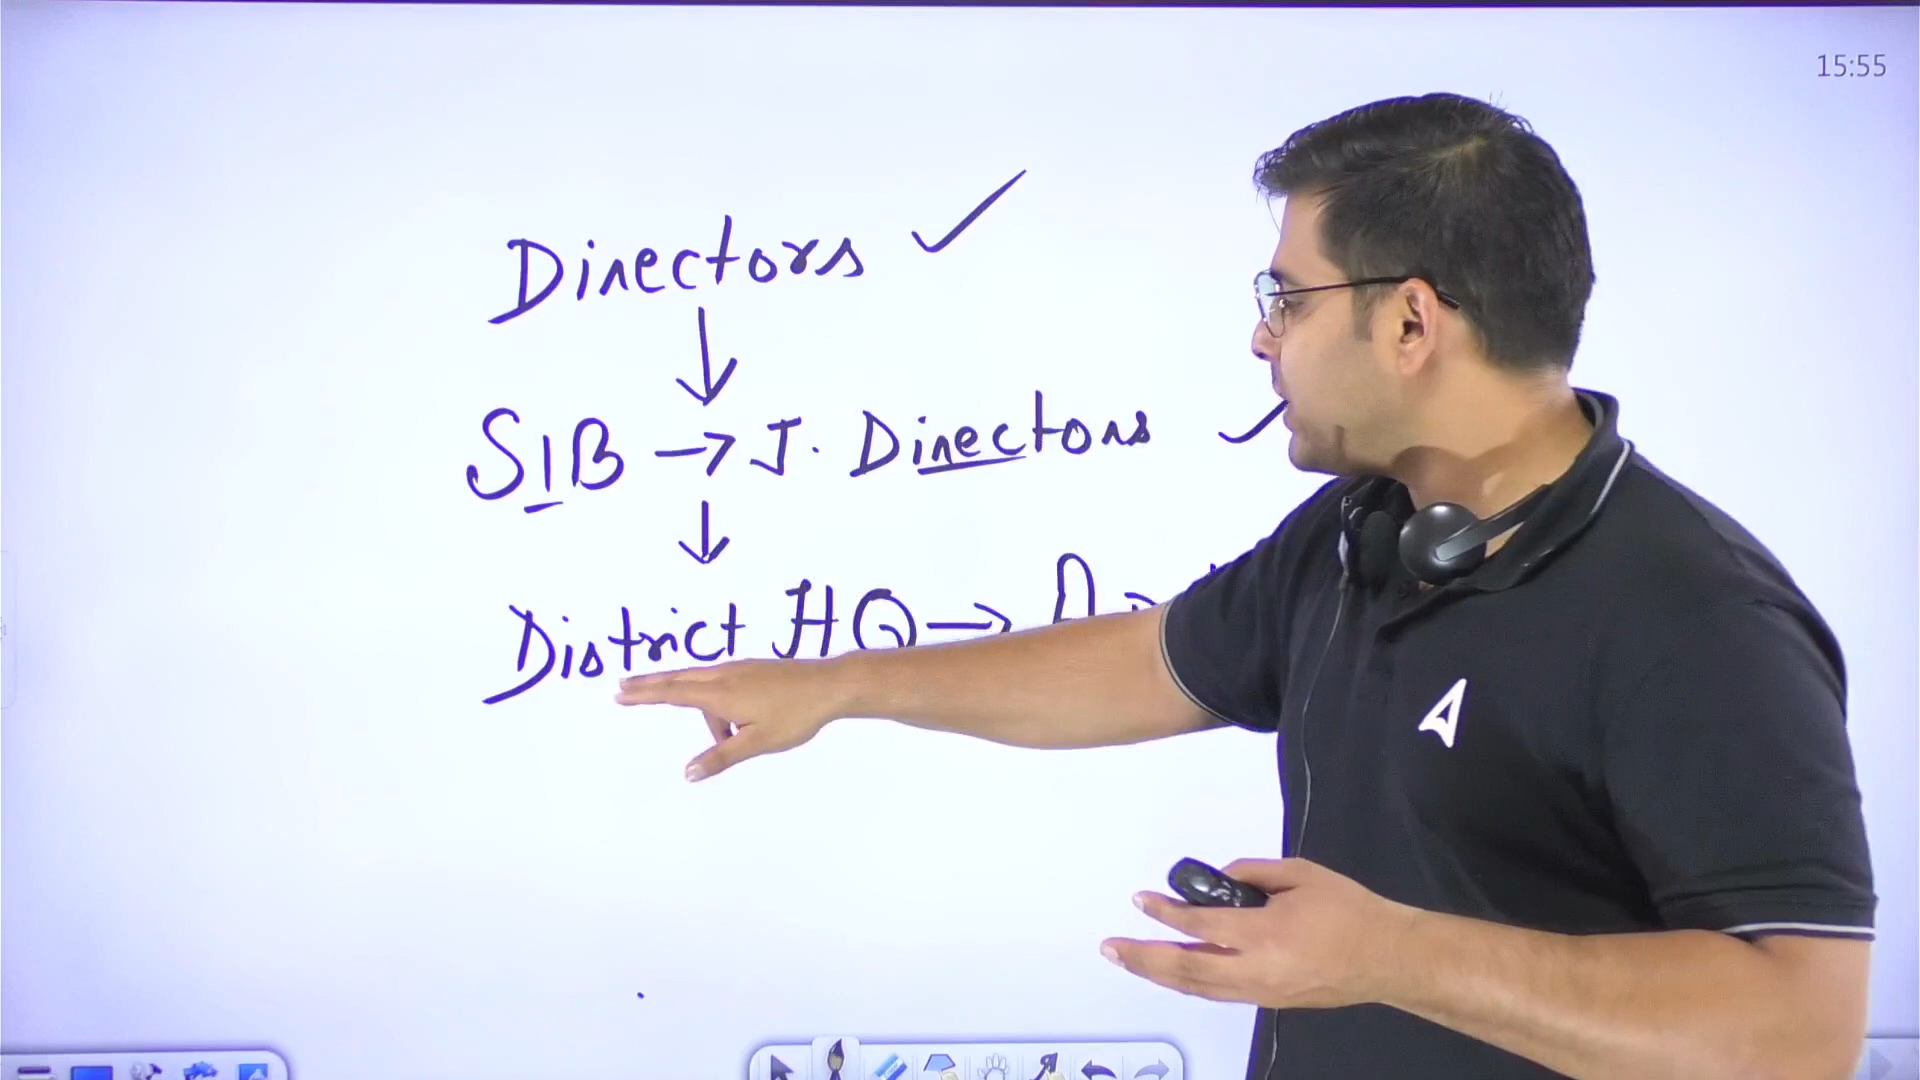 15:55
Directors
SIB → J. Directors
District HQ →